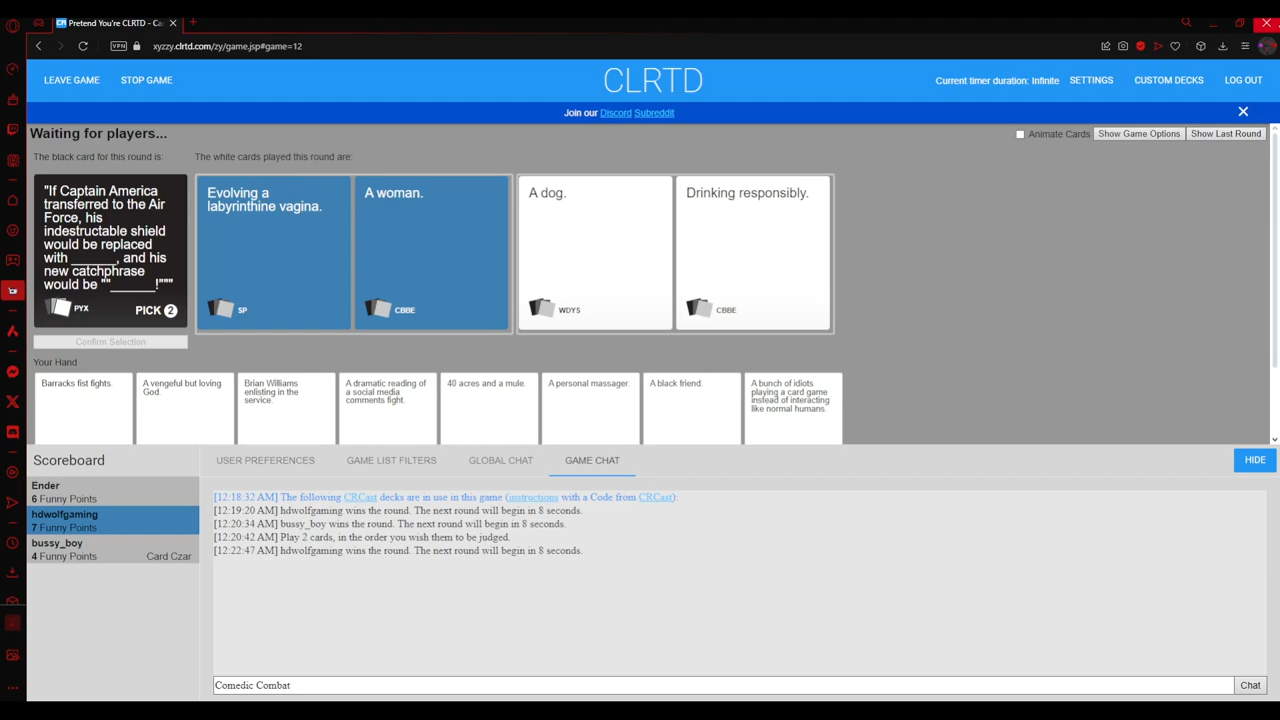 Pretend You're CLRTD - Ca
VPN
xyzzy.clrtd.com/zy/game.jsp#game=12
LEAVE GAME
STOP GAME
CLRTD
Current timer duration: Infinite
SETTINGS
CUSTOM DECKS
LOG OUT
Join our Discord Subreddit
Waiting for players...
Animate Cards
Show Game Options
Show Last Round
The black card for this round is:
The white cards played this round are:
"If Captain America
transferred to the Air
Force, his
indestructable shield
would be replaced
with ______, and his
new catchphrase
would be ""______!"""
PYX
PICK 2
Evolving a
labyrinthine vagina.
SP
A woman.
CBBE
A dog.
WDYS
Drinking responsibly.
CBBE
Confirm Selection
Your Hand
Barracks fist fights.
A vengeful but loving
God.
Brian Williams
enlisting in the
service.
A dramatic reading of
a social media
comments fight.
40 acres and a mule.
A personal massager.
A black friend.
A bunch of idiots
playing a card game
instead of interacting
like normal humans.
Scoreboard
USER PREFERENCES
GAME LIST FILTERS
GLOBAL CHAT
GAME CHAT
HIDE
Ender
6 Funny Points
hdwolfgaming
7 Funny Points
bussy_boy
4 Funny Points
Card Czar
[12:18:32 AM] The following CRCast decks are in use in this game (instructions with a Code from CRCast):
[12:19:20 AM] hdwolfgaming wins the round. The next round will begin in 8 seconds.
[12:20:34 AM] bussy_boy wins the round. The next round will begin in 8 seconds.
[12:20:42 AM] Play 2 cards, in the order you wish them to be judged.
[12:22:47 AM] hdwolfgaming wins the round. The next round will begin in 8 seconds.
Comedic Combat
Chat